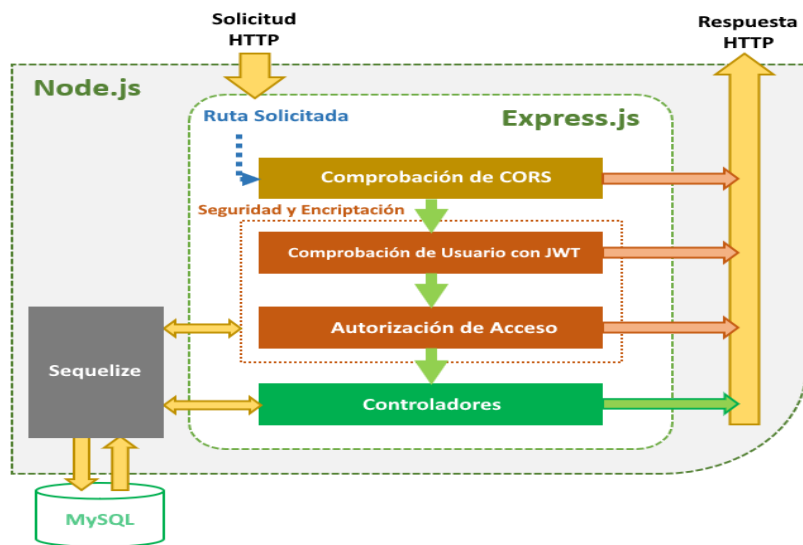 Solicitud
HTTP
Respuesta
HTTP
Node.js
Express.js
Ruta Solicitada
Comprobación de CORS
Seguridad y Encriptación
Comprobación de Usuario con JWT
Autorización de Acceso
Sequelize
Controladores
MySQL